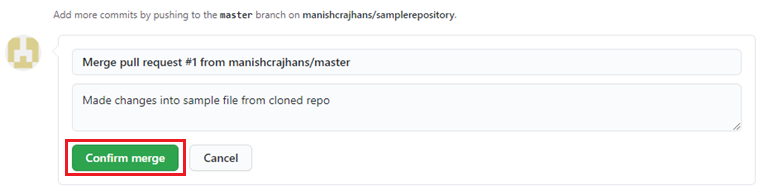 Add more commits by pushing to the master branch on manishcrajhans/samplerepository.
Merge pull request #1 from manishcrajhans/master
Made changes into sample file from cloned repo
Confirm merge Cancel